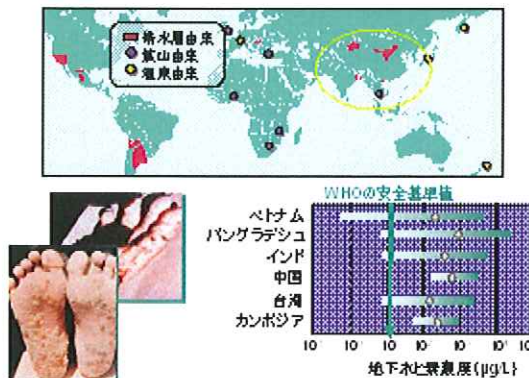 帯水層由来
鉱山由来
温泉由来
WHOの安全基準値
ベトナム
バングラデシュ
インド
中国
台湾
カンボジア
地下水ヒ素濃度(µg/L)